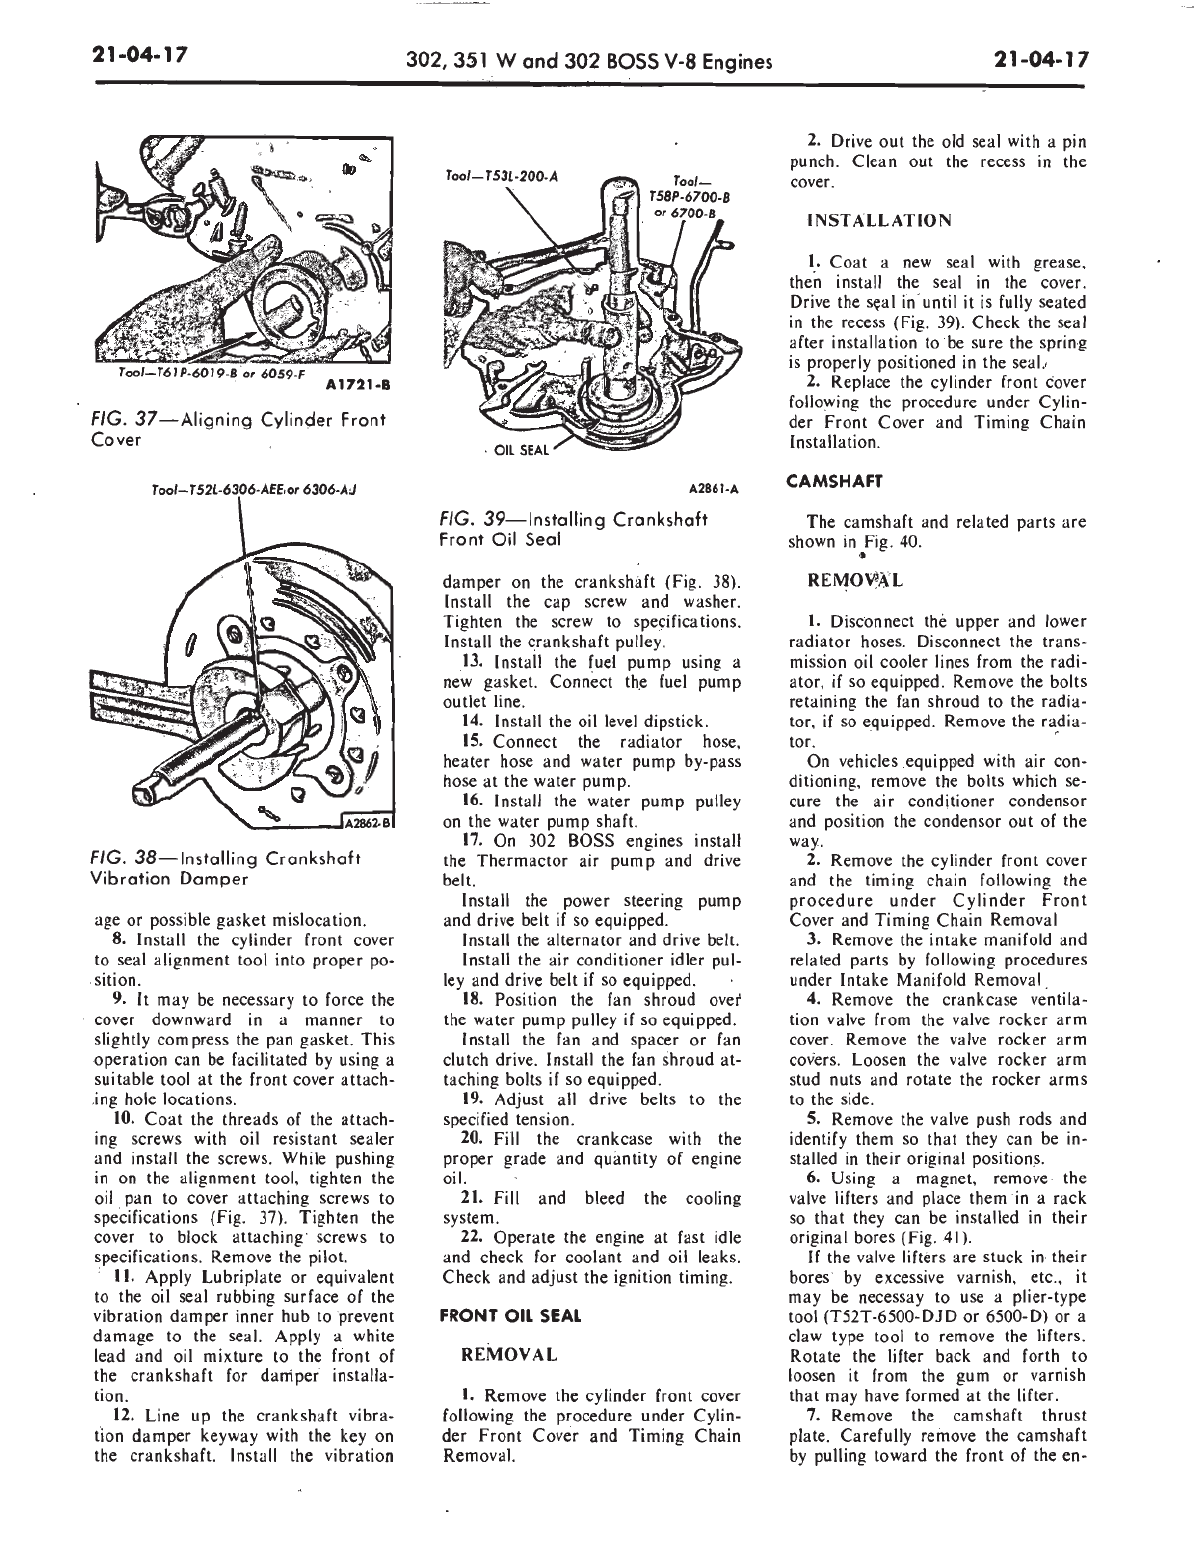 21-04-17
302, 351 W and 302 BOSS V-8 Engines
21-04-17
Tool—T61P-6019-B or 6059-F
A1721-B
FIG. 37—Aligning Cylinder Front
Cover
Tool—T52L-6306-AEE or 6306-AJ
A2862-B
FIG. 38—Installing Crankshaft
Vibration Damper
age or possible gasket mislocation.
8. Install the cylinder front cover
to seal alignment tool into proper po-
sition.
9. It may be necessary to force the
cover downward in a manner to
slightly compress the pan gasket. This
operation can be facilitated by using a
suitable tool at the front cover attach-
ing hole locations.
10. Coat the threads of the attach-
ing screws with oil resistant sealer
and install the screws. While pushing
in on the alignment tool, tighten the
oil pan to cover attaching screws to
specifications (Fig. 37). Tighten the
cover to block attaching screws to
specifications. Remove the pilot.
11. Apply Lubriplate or equivalent
to the oil seal rubbing surface of the
vibration damper inner hub to prevent
damage to the seal. Apply a white
lead and oil mixture to the front of
the crankshaft for damper installa-
tion.
12. Line up the crankshaft vibra-
tion damper keyway with the key on
the crankshaft. Install the vibration
Tool—T53L-200-A
Tool—
T58P-6700-B
or 6700-B
OIL SEAL
A2861-A
FIG. 39—Installing Crankshaft
Front Oil Seal
damper on the crankshaft (Fig. 38).
Install the cap screw and washer.
Tighten the screw to specifications.
Install the crankshaft pulley.
13. Install the fuel pump using a
new gasket. Connect the fuel pump
outlet line.
14. Install the oil level dipstick.
15. Connect the radiator hose,
heater hose and water pump by-pass
hose at the water pump.
16. Install the water pump pulley
on the water pump shaft.
17. On 302 BOSS engines install
the Thermactor air pump and drive
belt.
Install the power steering pump
and drive belt if so equipped.
Install the alternator and drive belt.
Install the air conditioner idler pul-
ley and drive belt if so equipped.
18. Position the fan shroud over
the water pump pulley if so equipped.
Install the fan and spacer or fan
clutch drive. Install the fan shroud at-
taching bolts if so equipped.
19. Adjust all drive belts to the
specified tension.
20. Fill the crankcase with the
proper grade and quantity of engine
oil.
21. Fill and bleed the cooling
system.
22. Operate the engine at fast idle
and check for coolant and oil leaks.
Check and adjust the ignition timing.
FRONT OIL SEAL
REMOVAL
1. Remove the cylinder front cover
following the procedure under Cylin-
der Front Cover and Timing Chain
Removal.
2. Drive out the old seal with a pin
punch. Clean out the recess in the
cover.
INSTALLATION
1. Coat a new seal with grease,
then install the seal in the cover.
Drive the seal in until it is fully seated
in the recess (Fig. 39). Check the seal
after installation to be sure the spring
is properly positioned in the seal.
2. Replace the cylinder front cover
following the procedure under Cylin-
der Front Cover and Timing Chain
Installation.
CAMSHAFT
The camshaft and related parts are
shown in Fig. 40.
REMOVAL
1. Disconnect the upper and lower
radiator hoses. Disconnect the trans-
mission oil cooler lines from the radi-
ator, if so equipped. Remove the bolts
retaining the fan shroud to the radia-
tor, if so equipped. Remove the radia-
tor.
On vehicles equipped with air con-
ditioning, remove the bolts which se-
cure the air conditioner condensor
and position the condensor out of the
way.
2. Remove the cylinder front cover
and the timing chain following the
procedure under Cylinder Front
Cover and Timing Chain Removal
3. Remove the intake manifold and
related parts by following procedures
under Intake Manifold Removal.
4. Remove the crankcase ventila-
tion valve from the valve rocker arm
cover. Remove the valve rocker arm
covers. Loosen the valve rocker arm
stud nuts and rotate the rocker arms
to the side.
5. Remove the valve push rods and
identify them so that they can be in-
stalled in their original positions.
6. Using a magnet, remove the
valve lifters and place them in a rack
so that they can be installed in their
original bores (Fig. 41).
If the valve lifters are stuck in their
bores by excessive varnish, etc., it
may be necessay to use a plier-type
tool (T52T-6500-DJD or 6500-D) or a
claw type tool to remove the lifters.
Rotate the lifter back and forth to
loosen it from the gum or varnish
that may have formed at the lifter.
7. Remove the camshaft thrust
plate. Carefully remove the camshaft
by pulling toward the front of the en-